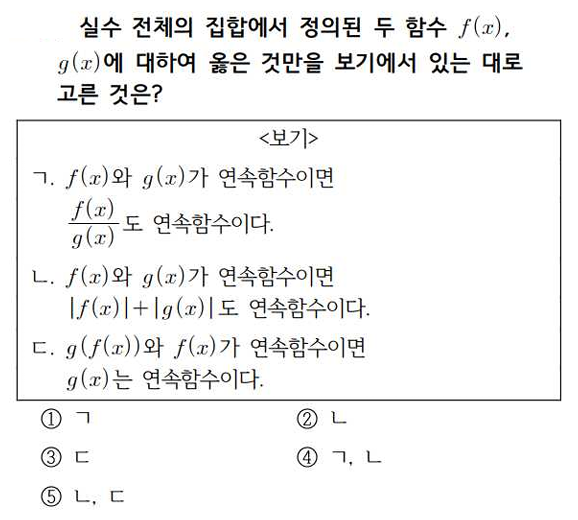 실수 전체의 집합에서 정의된 두 함수 f(x),
g(x)에 대하여 옳은 것만을 보기에서 있는 대로
고른 것은?
<보기>
ㄱ. f(x)와 g(x)가 연속함수이면
f(x)/g(x) 도 연속함수이다.
ㄴ. f(x)와 g(x)가 연속함수이면
|f(x)|+|g(x)|도 연속함수이다.
ㄷ. g(f(x))와 f(x)가 연속함수이면
g(x)는 연속함수이다.
① ㄱ ② ㄴ
③ ㄷ ④ ㄱ, ㄴ
⑤ ㄴ, ㄷ